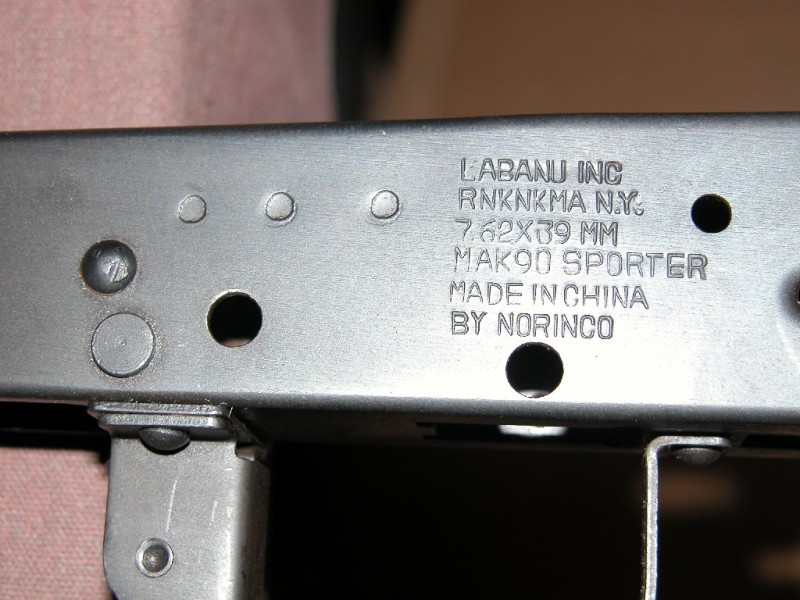 LABANU INC
RNKNKMA N.Y.
7.62X39 MM
MAK90 SPORTER
MADE IN CHINA
BY NORINCO